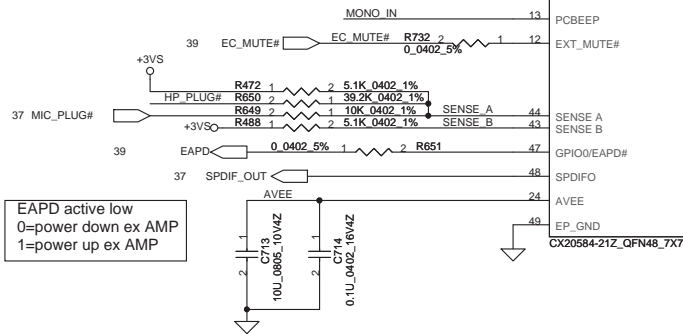 MONO_IN 13 PCBEEP
39 EC_MUTE# EC_MUTE# R732 2 1 12 EXT_MUTE#
0_0402_5%
+3VS
R472 1 2 5.1K_0402_1%
HP_PLUG# R650 2 1 39.2K_0402_1%
37 MIC_PLUG# R649 2 1 10K_0402_1% SENSE_A 44 SENSE A
+3VS R488 1 2 5.1K_0402_1% SENSE_B 43 SENSE B
39 EAPD 0_0402_5% 1 2 R651 47 GPIO0/EAPD#
37 SPDIF_OUT 48 SPDIFO
AVEE 24 AVEE
49 EP_GND
CX20584-21Z_QFN48_7X7
EAPD active low
0=power down ex AMP
1=power up ex AMP
1 2 C713
10U_0805_10V4Z
1 2 C714
0.1U_0402_16V4Z